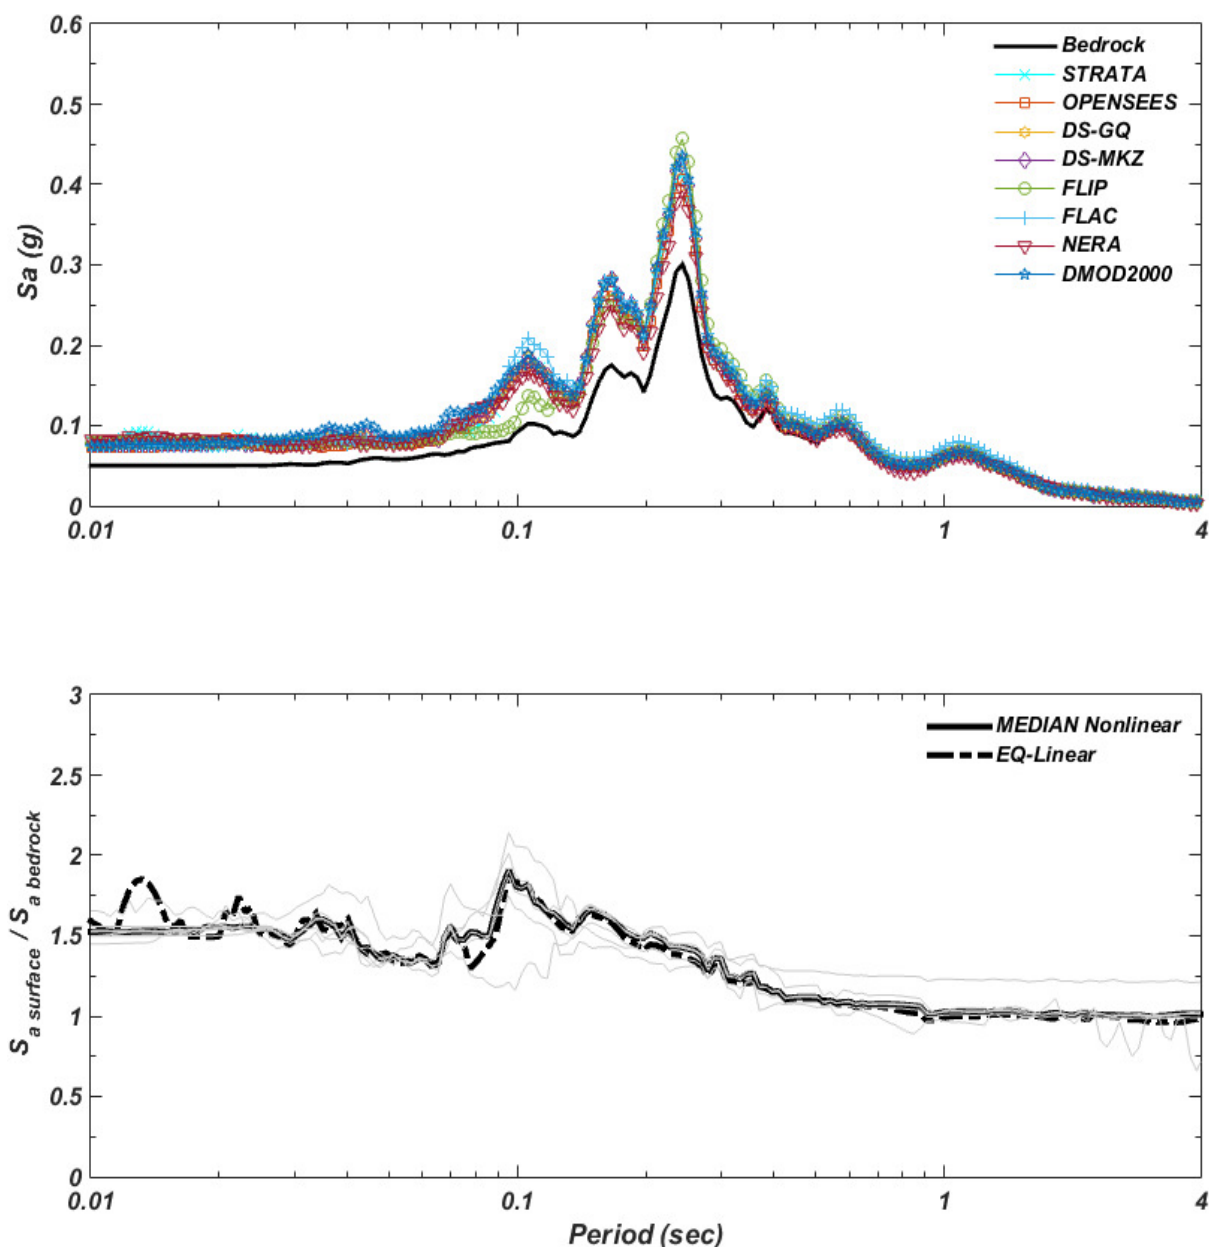 0.6
0.5
0.4
0.3
0.2
0.1
0
Sa (g)
Bedrock
STRATA
OPENSEES
DS-GQ
DS-MKZ
FLIP
FLAC
NERA
DMOD2000
0.01 0.1 1 4
3
2.5
2
1.5
1
0.5
0
S a surface / S a bedrock
MEDIAN Nonlinear
EQ-Linear
0.01 0.1 1 4
Period (sec)